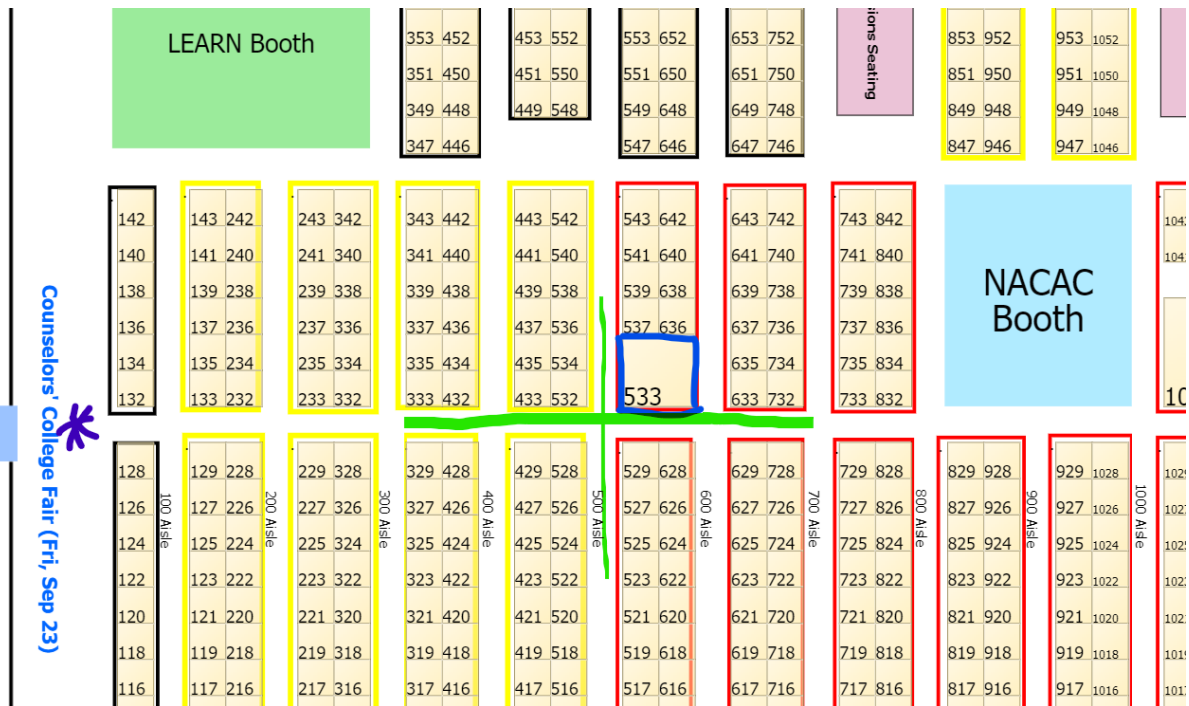 LEARN Booth
353 452 453 552 553 652 653 752 853 952 953 1052
351 450 451 550 551 650 651 750 851 950 951 1050
349 448 449 548 549 648 649 748 849 948 949 1048
347 446 547 646 647 746 847 946 947 1046
sions Seating
142 143 242 243 342 343 442 443 542 543 642 643 742 743 842
140 141 240 241 340 341 440 441 540 541 640 641 740 741 840
138 139 238 239 338 339 438 439 538 539 638 639 738 739 838
136 137 236 237 336 337 436 437 536 537 636 637 736 737 836
134 135 234 235 334 335 434 435 534 635 734 735 834
132 133 232 233 332 333 432 433 532 533 633 732 733 832
NACAC
Booth
Counselors' College Fair (Fri, Sep 23)
128 129 228 229 328 329 428 429 528 529 628 629 728 729 828 829 928 929 1028
126 127 226 227 326 327 426 427 526 527 626 627 726 727 826 827 926 927 1026
124 125 224 225 324 325 424 425 524 525 624 625 724 725 824 825 924 925 1024
122 123 222 223 322 323 422 423 522 523 622 623 722 723 822 823 922 923 1022
120 121 220 221 320 321 420 421 520 521 620 621 720 721 820 821 920 921 1020
118 119 218 219 318 319 418 419 518 519 618 619 718 719 818 819 918 919 1018
116 117 216 217 316 317 416 417 516 517 616 617 716 717 816 817 916 917 1016
100 Aisle
200 Aisle
300 Aisle
400 Aisle
500 Aisle
600 Aisle
700 Aisle
800 Aisle
900 Aisle
1000 Aisle